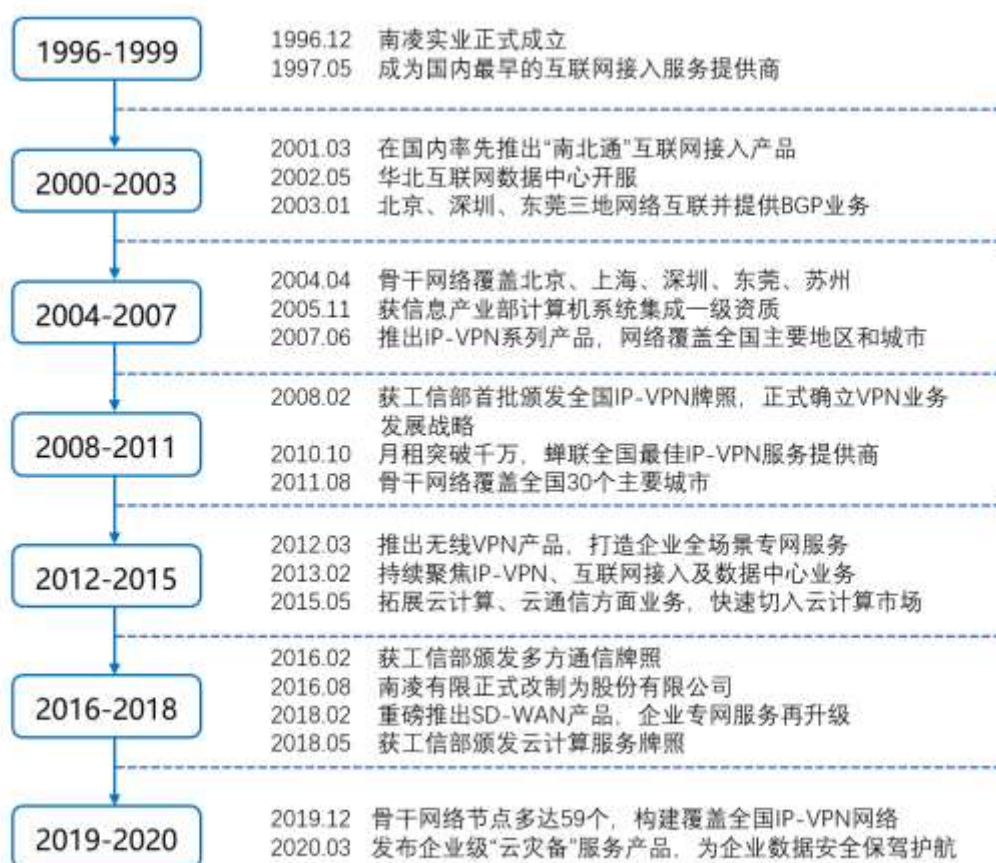 1996-1999
1996.12 南凌实业正式成立
1997.05 成为国内最早的互联网接入服务提供商
2000-2003
2001.03 在国内率先推出“南北通”互联网接入产品
2002.05 华北互联网数据中心开服
2003.01 北京、深圳、东莞三地网络互联并提供BGP业务
2004-2007
2004.04 骨干网络覆盖北京、上海、深圳、东莞、苏州
2005.11 获信息产业部计算机系统集成一级资质
2007.06 推出IP-VPN系列产品，网络覆盖全国主要地区和城市
2008-2011
2008.02 获工信部首批颁发全国IP-VPN牌照，正式确立VPN业务
发展战略
2010.10 月租突破千万，蝉联全国最佳IP-VPN服务提供商
2011.08 骨干网络覆盖全国30个主要城市
2012-2015
2012.03 推出无线VPN产品，打造企业全场景专网服务
2013.02 持续聚焦IP-VPN、互联网接入及数据中心业务
2015.05 拓展云计算、云通信方面业务，快速切入云计算市场
2016-2018
2016.02 获工信部颁发多方通信牌照
2016.08 南凌有限正式改制为股份有限公司
2018.02 重磅推出SD-WAN产品，企业专网服务再升级
2018.05 获工信部颁发云计算服务牌照
2019-2020
2019.12 骨干网络节点多达59个，构建覆盖全国IP-VPN网络
2020.03 发布企业级“云灾备”服务产品，为企业数据安全保驾护航